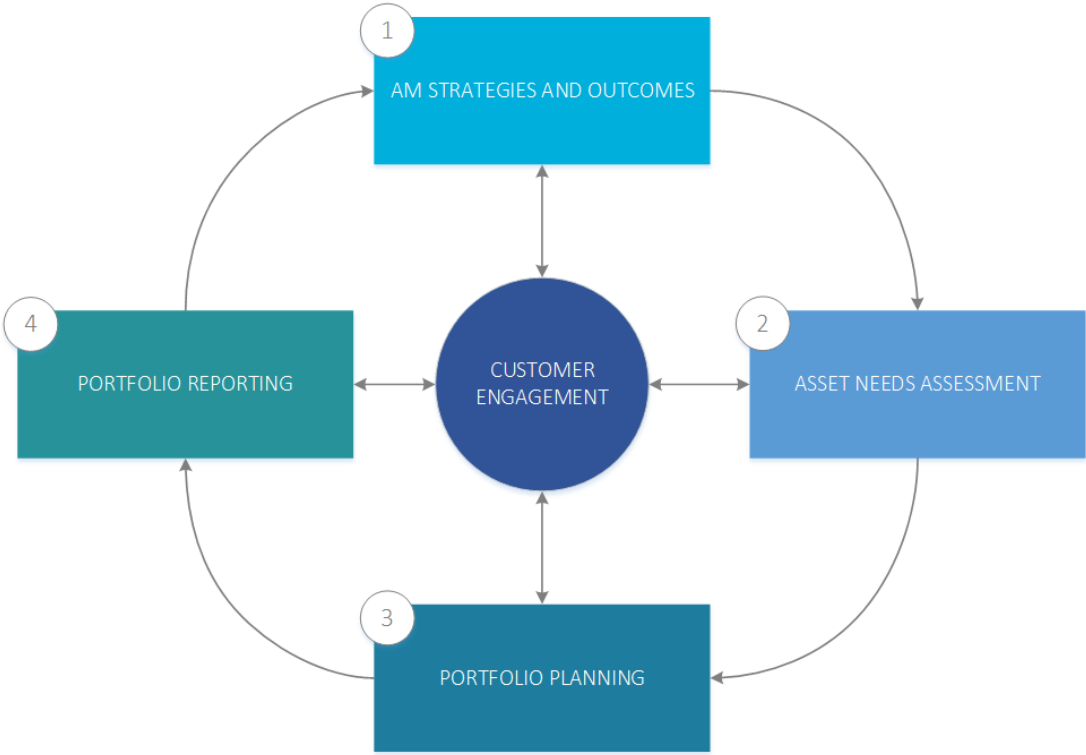 1
AM STRATEGIES AND OUTCOMES
4
PORTFOLIO REPORTING
CUSTOMER
ENGAGEMENT
2
ASSET NEEDS ASSESSMENT
3
PORTFOLIO PLANNING